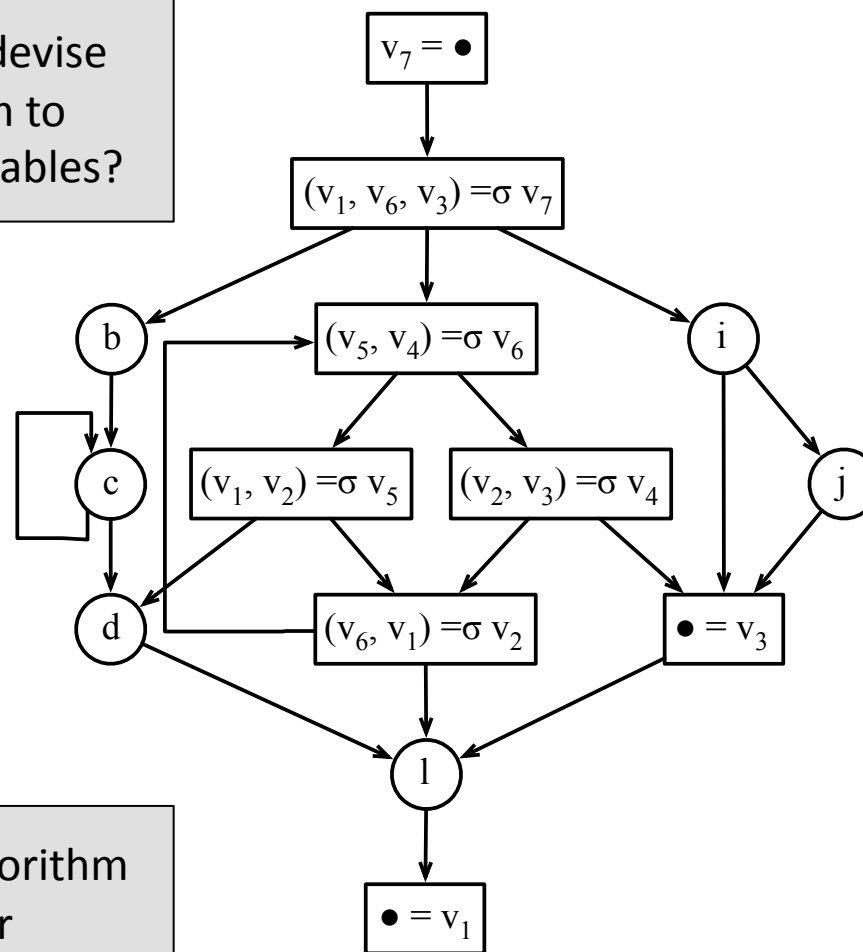 devise
to
ables?
v₇ = ●
(v₁, v₆, v₃) =σ v₇
b
(v₅, v₄) =σ v₆
i
c
(v₁, v₂) =σ v₅
(v₂, v₃) =σ v₄
j
d
(v₆, v₁) =σ v₂
● = v₃
l
orithm
● = v₁